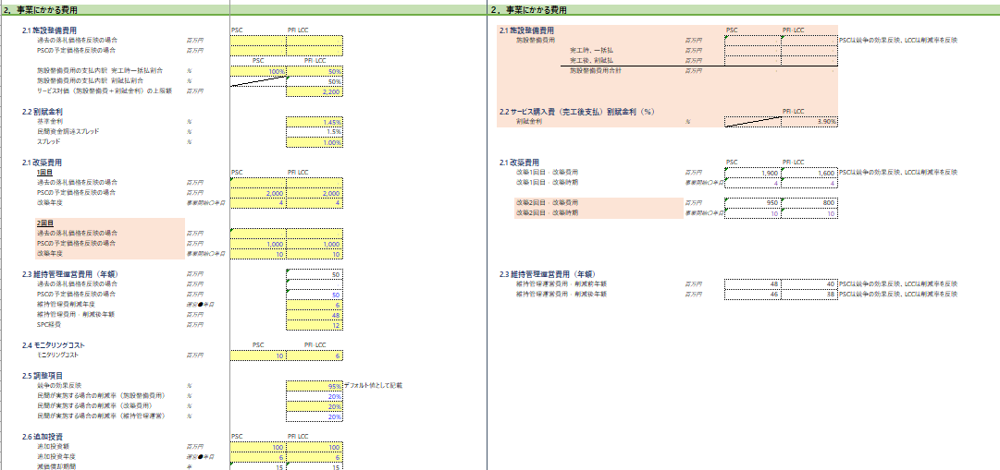 2. 事業にかかる費用
2.1 施設整備費用 PSC PFI-LCC
過去の落札価格を反映の場合 百万円
PSCの予定価格を反映の場合 百万円
PSC PFI-LCC
施設整備費用の支払内訳 完工時一括払割合 % 100% 50%
施設整備費用の支払内訳 割賦払割合 % 50%
サービス対価（施設整備費＋割賦金利）の上限額 百万円 2,200
2.2 割賦金利
基準金利 % 1.45%
民間資金調達スプレッド % 1.5%
スプレッド % 1.00%
2.1 改築費用
1回目 PSC PFI LCC
過去の落札価格を反映の場合 百万円
PSCの予定価格を反映の場合 百万円 2,000 2,000
改築年度 事業開始〇年目 4 4
2回目
過去の落札価格を反映の場合 百万円
PSCの予定価格を反映の場合 百万円 1,000 1,000
改築年度 事業開始〇年目 10 10
2.3 維持管理運営費用（年額） 百万円 50
過去の落札価格を反映の場合 百万円
PSCの予定価格を反映の場合 百万円 50
維持管理費削減年度 運営●年目 6
維持管理費用‐削減後年額 百万円 48
SPC経費 百万円 12
2.4 モニタリングコスト PSC PFI-LCC
モニタリングコスト 百万円 10 6
2.5 調整項目
競争の効果反映 % 95% デフォルト値として記載
民間が実施する場合の削減率（施設整備費用） % 20%
民間が実施する場合の削減率（改築費用） % 20%
民間が実施する場合の削減率（維持管理運営） % 20%
2.6 追加投資 PSC PFI LCC
追加投資額 百万円 100 100
追加投資年度 運営●年目 6 6
減価償却期間 年 15 15
2. 事業にかかる費用
2.1 施設整備費用 PSC PFI-LCC
施設整備費用 百万円 PSCは競争の効果反映、LCCは削減率を反映
完工時、一括払 百万円
完工後、割賦払 百万円
施設整備費用合計 百万円
2.2 サービス購入費（完工後支払）割賦金利（%） PFI-LCC
割賦金利 % 3.90%
2.1 改築費用 PSC PFI-LCC
改築1回目‐改築費用 百万円 1,900 1,600 PSCは競争の効果反映、LCCは削減率を反映
改築1回目‐改築時期 事業開始〇年目 4 4
改築2回目‐改築費用 百万円 950 800
改築2回目‐改築時期 事業開始〇年目 10 10
2.3 維持管理運営費用（年額）
維持管理運営費用‐削減前年額 百万円 48 40 PSCは競争の効果反映、LCCは削減率を反映
維持管理運営費用‐削減後年額 百万円 46 38 PSCは競争の効果反映、LCCは削減率を反映